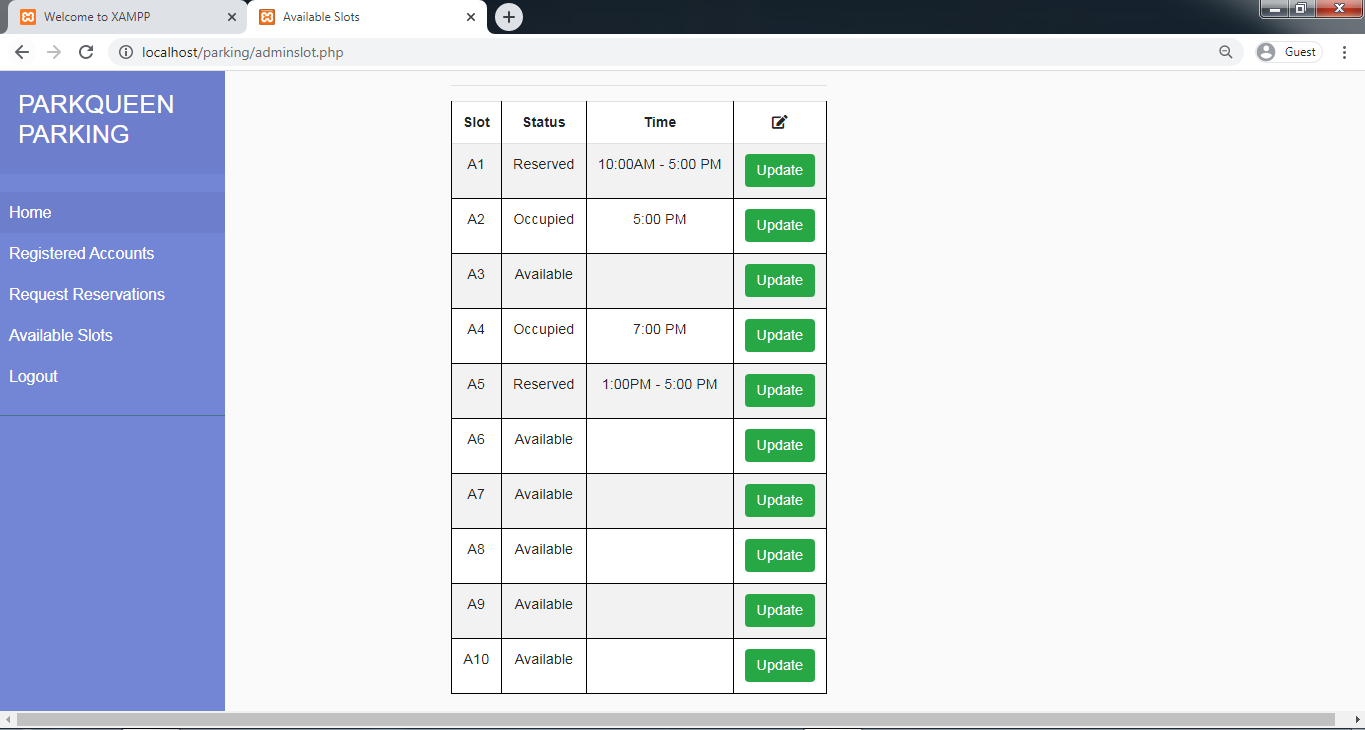 Welcome to XAMPP
Available Slots
localhost/parking/adminslot.php
Guest
PARKQUEEN
PARKING
Home
Registered Accounts
Request Reservations
Available Slots
Logout
Slot Status Time
A1 Reserved 10:00AM - 5:00 PM Update
A2 Occupied 5:00 PM Update
A3 Available Update
A4 Occupied 7:00 PM Update
A5 Reserved 1:00PM - 5:00 PM Update
A6 Available Update
A7 Available Update
A8 Available Update
A9 Available Update
A10 Available Update